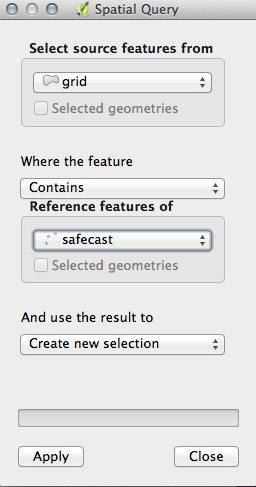 Spatial Query
Select source features from
grid
Selected geometries
Where the feature
Contains
Reference features of
safecast
Selected geometries
And use the result to
Create new selection
Apply Close